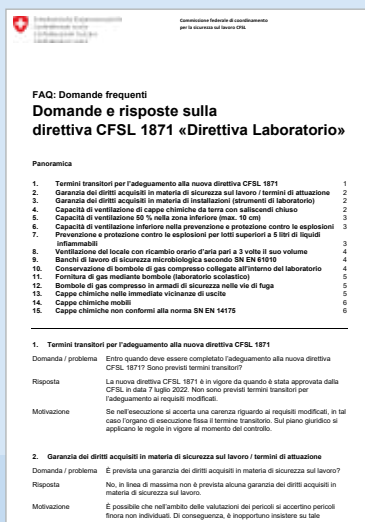 Commissione federale di coordinamento
per la sicurezza sul lavoro CFSL
FAQ: Domande frequenti
Domande e risposte sulla
direttiva CFSL 1871 «Direttiva Laboratorio»
Panoramica
1. Termini transitori per l'adeguamento alla nuova direttiva CFSL 1871 1
2. Garanzia dei diritti acquisiti in materia di sicurezza sul lavoro / termini di attuazione 2
3. Garanzia dei diritti acquisiti in materia di installazioni (strumenti di laboratorio) 2
4. Capacità di ventilazione di cappe chimiche da terra con saliscendi chiuso 2
5. Capacità di ventilazione 50 % nella zona inferiore (max. 10 cm) 3
6. Capacità di ventilazione inferiore nella prevenzione e protezione contro le esplosioni 3
7. Prevenzione e protezione contro le esplosioni per lotti superiori a 5 litri di liquidi
infiammabili 3
8. Ventilazione del locale con ricambio orario d'aria pari a 3 volte il suo volume 4
9. Banchi di lavoro di sicurezza microbiologica secondo SN EN 61010 4
10. Conservazione di bombole di gas compresso collegate all'interno del laboratorio 4
11. Fornitura di gas mediante bombole (laboratorio scolastico) 5
12. Bombole di gas compresso in armadi di sicurezza nelle vie di fuga 5
13. Cappe chimiche nelle immediate vicinanze di uscite 5
14. Cappe chimiche mobili 6
15. Cappe chimiche non conformi alla norma SN EN 14175 6
1. Termini transitori per l'adeguamento alla nuova direttiva CFSL 1871
Domanda / problema Entro quando deve essere completato l'adeguamento alla nuova direttiva
CFSL 1871? Sono previsti termini transitori?
Risposta La nuova direttiva CFSL 1871 è in vigore da quando è stata approvata dalla
CFSL in data 7 luglio 2022. Non sono previsti termini transitori per
l'adeguamento ai requisiti modificati.
Motivazione Se nell'esecuzione si accerta una carenza riguardo ai requisiti modificati, in tal
caso l'organo di esecuzione fissa il termine transitorio. Sul piano giuridico si
applicano le regole in vigore al momento del controllo.
2. Garanzia dei diritti acquisiti in materia di sicurezza sul lavoro / termini di attuazione
Domanda / problema È prevista una garanzia dei diritti acquisiti in materia di sicurezza sul lavoro?
Risposta No, in linea di massima non è prevista alcuna garanzia dei diritti acquisiti in
materia di sicurezza sul lavoro.
Motivazione È possibile che nell'ambito delle valutazioni dei pericoli si accertino pericoli
finora non individuati. Di conseguenza, è inopportuno insistere su tale